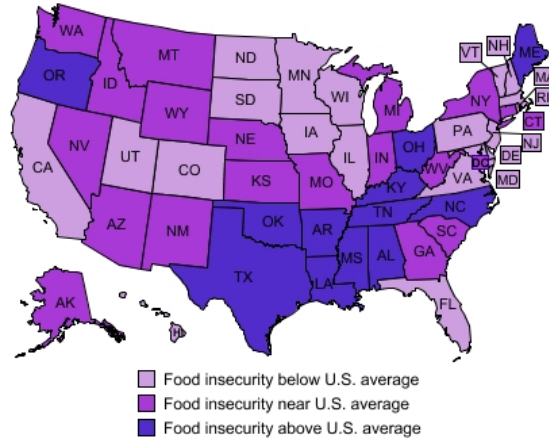 WA
MT
ND
MN
VT
NH
ME
OR
ID
SD
WI
MI
NY
MA
RI
CT
WY
NE
IA
PA
NJ
NV
UT
CO
IL
IN
OH
DE
MD
DC
CA
KS
MO
KY
WV
VA
AZ
NM
OK
AR
TN
NC
SC
TX
LA
MS
AL
GA
AK
H
FL
Food insecurity below U.S. average
Food insecurity near U.S. average
Food insecurity above U.S. average